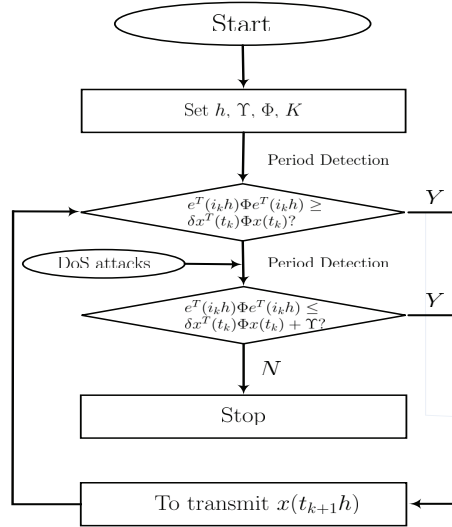 Start
Set h, Υ, Φ, K
Period Detection
e^T(i_k h)Φe^T(i_k h) ≥
δx^T(t_k)Φx(t_k)?
Y
DoS attacks
Period Detection
e^T(i_k h)Φe^T(i_k h) ≤
δx^T(t_k)Φx(t_k) + Υ?
Y
N
Stop
To transmit x(t_{k+1}h)